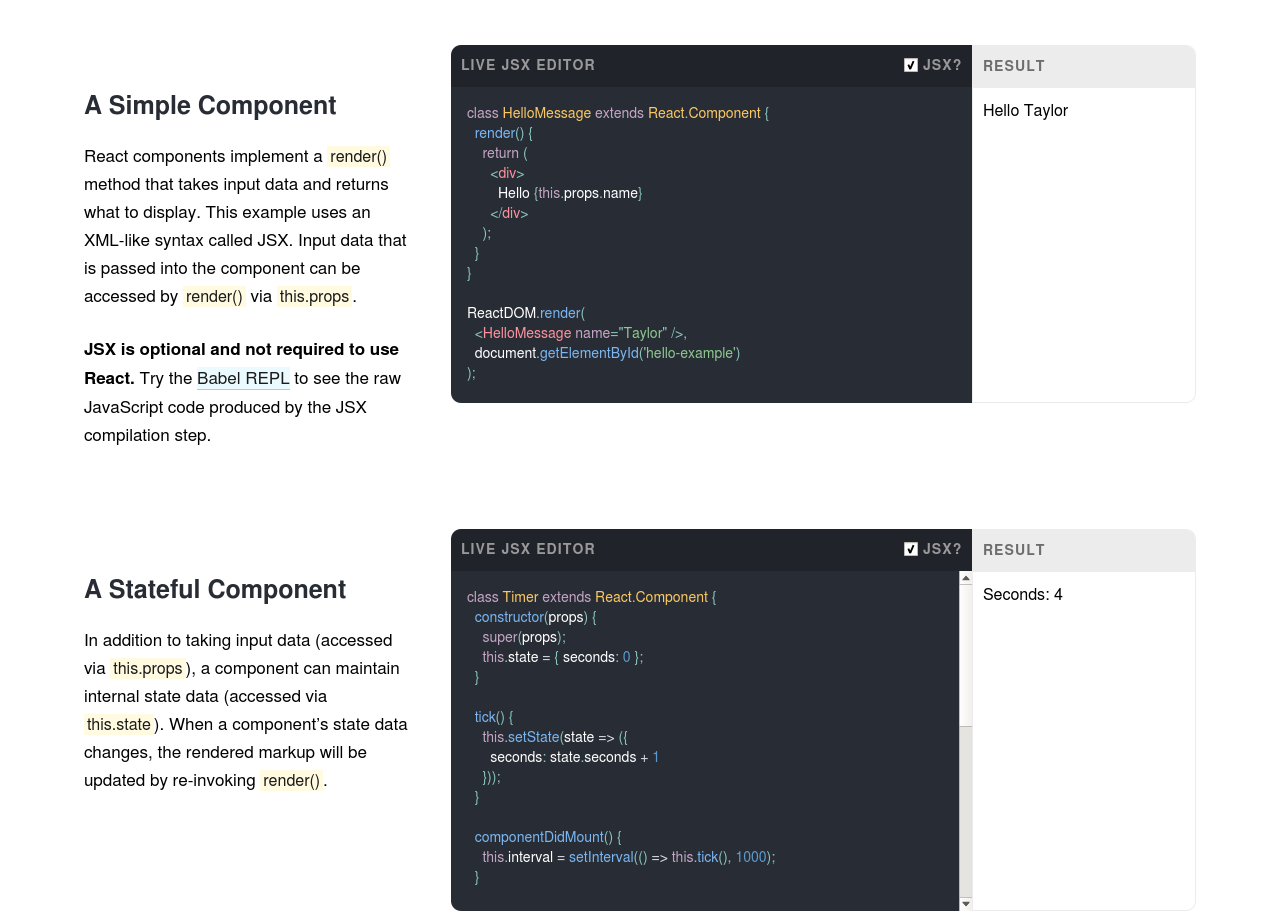 A Simple Component
React components implement a render()
method that takes input data and returns
what to display. This example uses an
XML-like syntax called JSX. Input data that
is passed into the component can be
accessed by render() via this.props.
JSX is optional and not required to use
React. Try the Babel REPL to see the raw
JavaScript code produced by the JSX
compilation step.
LIVE JSX EDITOR
JSX?
class HelloMessage extends React.Component {
  render() {
    return (
      <div>
        Hello {this.props.name}
      </div>
    );
  }
}

ReactDOM.render(
  <HelloMessage name="Taylor" />,
  document.getElementById('hello-example')
);
RESULT
Hello Taylor
A Stateful Component
In addition to taking input data (accessed
via this.props), a component can maintain
internal state data (accessed via
this.state). When a component’s state data
changes, the rendered markup will be
updated by re-invoking render().
LIVE JSX EDITOR
JSX?
class Timer extends React.Component {
  constructor(props) {
    super(props);
    this.state = { seconds: 0 };
  }

  tick() {
    this.setState(state => ({
      seconds: state.seconds + 1
    }));
  }

  componentDidMount() {
    this.interval = setInterval(() => this.tick(), 1000);
  }
RESULT
Seconds: 4